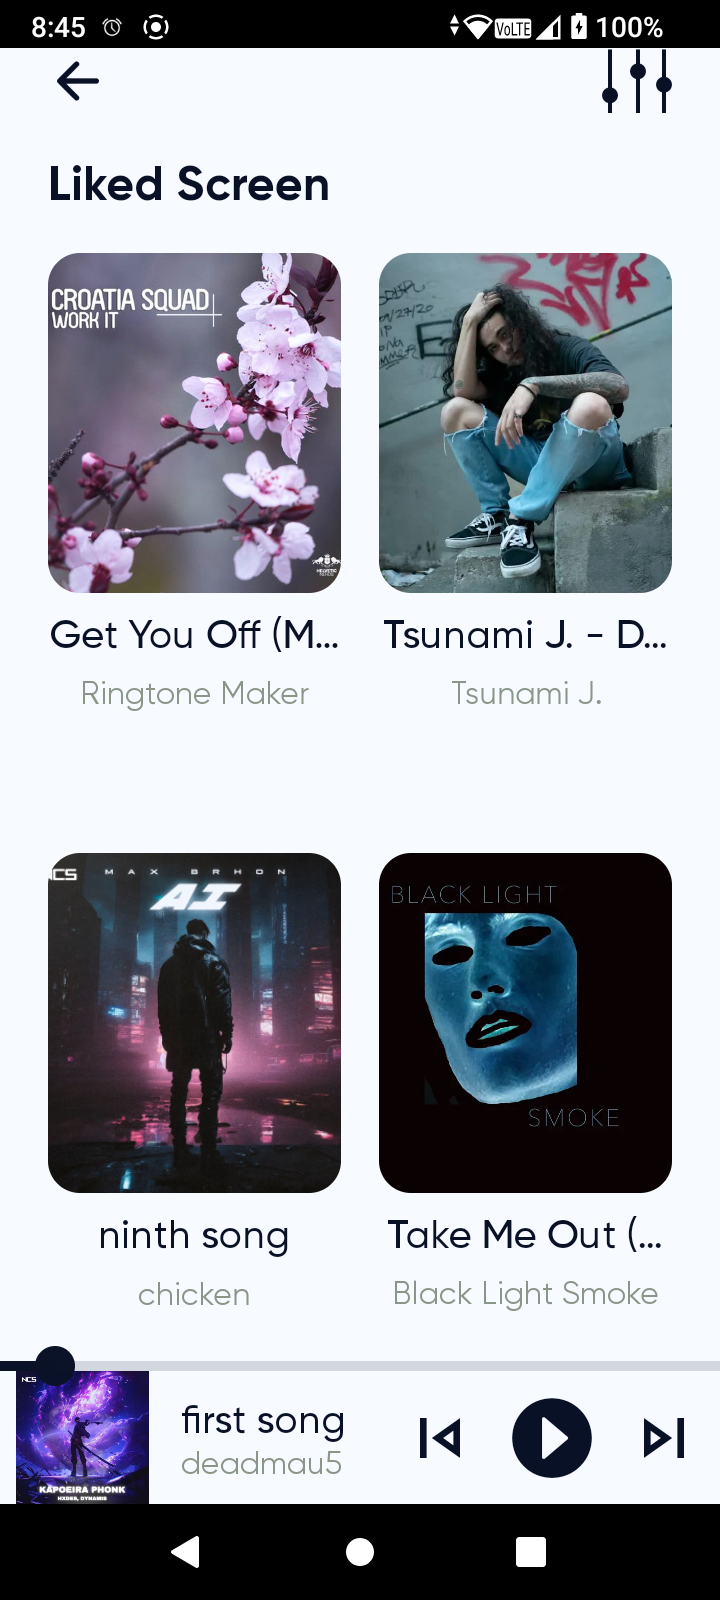 8:45
VoLTE
100%
Liked Screen
CROATIA SQUAD
WORK IT
Get You Off (M...
Ringtone Maker
Tsunami J. - D...
Tsunami J.
NCS
MAX BRHON
AI
ninth song
chicken
BLACK LIGHT
SMOKE
Take Me Out (...
Black Light Smoke
NCS
KAPOEIRA PHONK
HXDES, DYNAMIS
first song
deadmau5